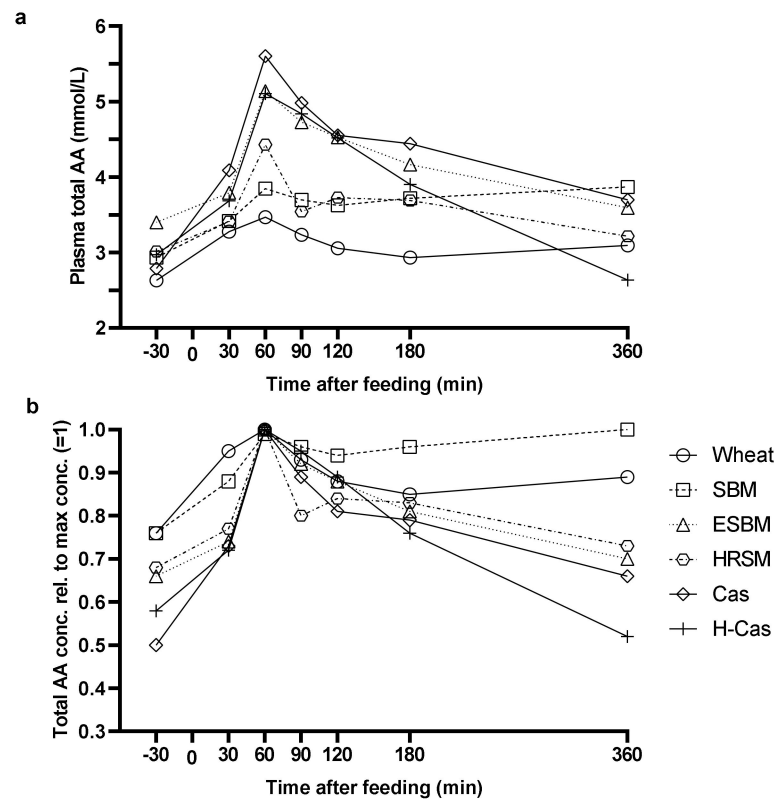 a
Plasma total AA (mmol/L)
6
5
4
3
2
-30 0 30 60 90 120 180 360
Time after feeding (min)
b
Total AA conc. rel. to max conc. (=1)
1.0
0.9
0.8
0.7
0.6
0.5
0.4
0.3
-30 0 30 60 90 120 180 360
Time after feeding (min)
Wheat
SBM
ESBM
HRSM
Cas
H-Cas